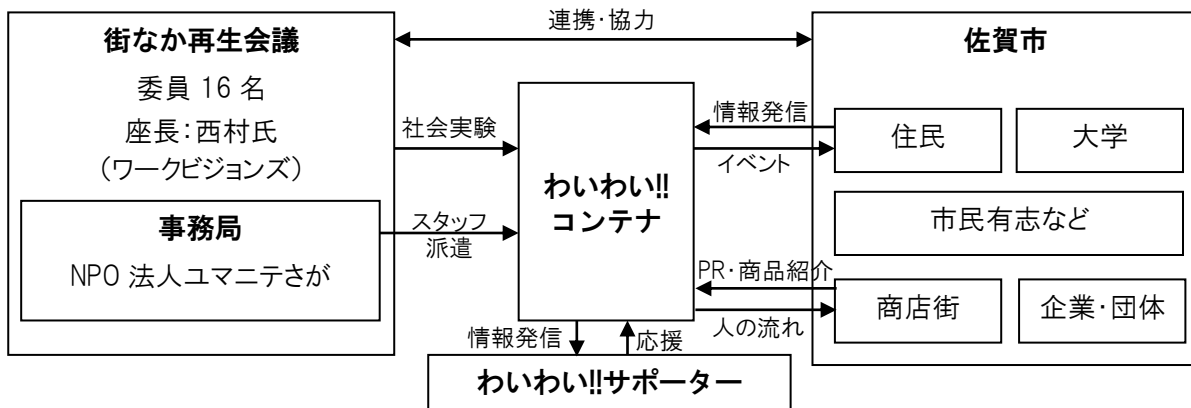 連携・協力
街なか再生会議
委員 16 名
座長：西村氏
（ワークビジョンズ）
事務局
NPO 法人ユマニテさが
社会実験
スタッフ
派遣
わいわい!!
コンテナ
情報発信
イベント
PR・商品紹介
人の流れ
佐賀市
住民
大学
市民有志など
商店街
企業・団体
情報発信
応援
わいわい!!サポーター